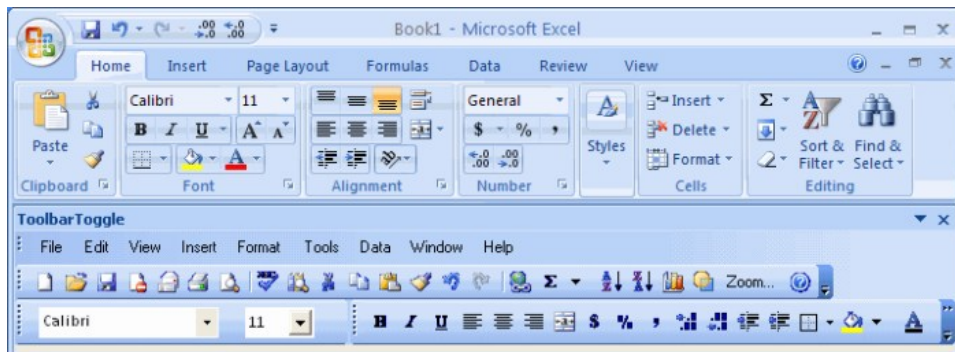 Book1 - Microsoft Excel
Home Insert Page Layout Formulas Data Review View
Calibri 11 General Insert Σ
B I U A A $ % , Delete
Paste Styles Sort & Find &
A Format Filter Select
Clipboard Font Alignment Number Cells Editing
ToolbarToggle
File Edit View Insert Format Tools Data Window Help
Σ Zoom...
Calibri 11 B I U $ % , A